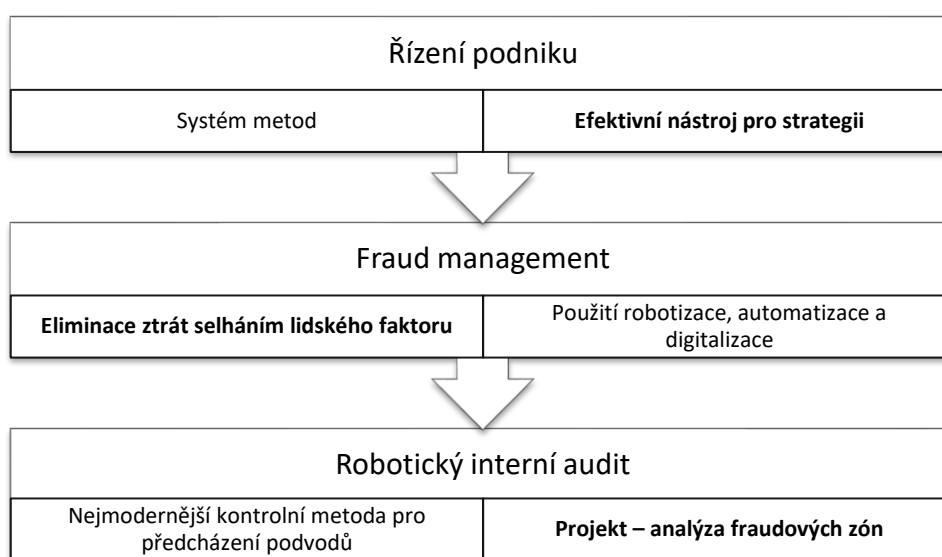 Řízení podniku
Systém metod
Efektivní nástroj pro strategii
Fraud management
Eliminace ztrát selháním lidského faktoru
Použití robotizace, automatizace a
digitalizace
Robotický interní audit
Nejmodernější kontrolní metoda pro
předcházení podvodů
Projekt – analýza fraudových zón